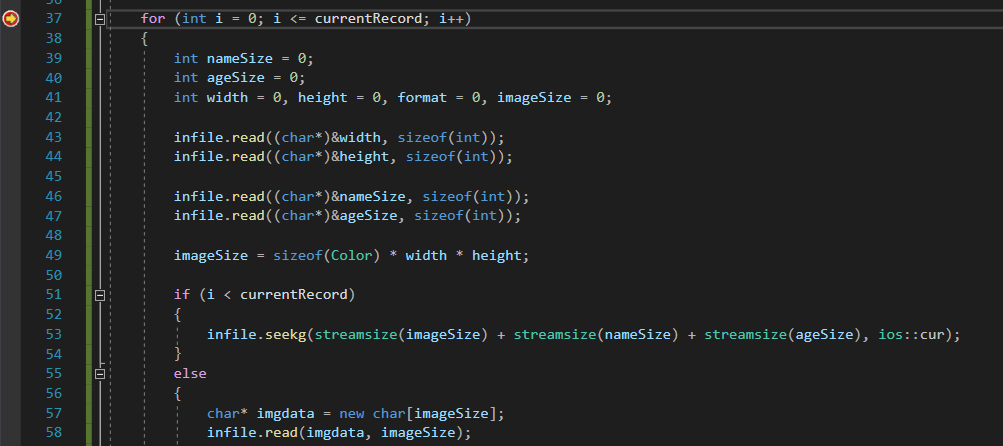 36
37 for (int i = 0; i <= currentRecord; i++)
38 {
39 int nameSize = 0;
40 int ageSize = 0;
41 int width = 0, height = 0, format = 0, imageSize = 0;
42
43 infile.read((char*)&width, sizeof(int));
44 infile.read((char*)&height, sizeof(int));
45
46 infile.read((char*)&nameSize, sizeof(int));
47 infile.read((char*)&ageSize, sizeof(int));
48
49 imageSize = sizeof(Color) * width * height;
50
51 if (i < currentRecord)
52 {
53 infile.seekg(streamsize(imageSize) + streamsize(nameSize) + streamsize(ageSize), ios::cur);
54 }
55 else
56 {
57 char* imgdata = new char[imageSize];
58 infile.read(imgdata, imageSize);